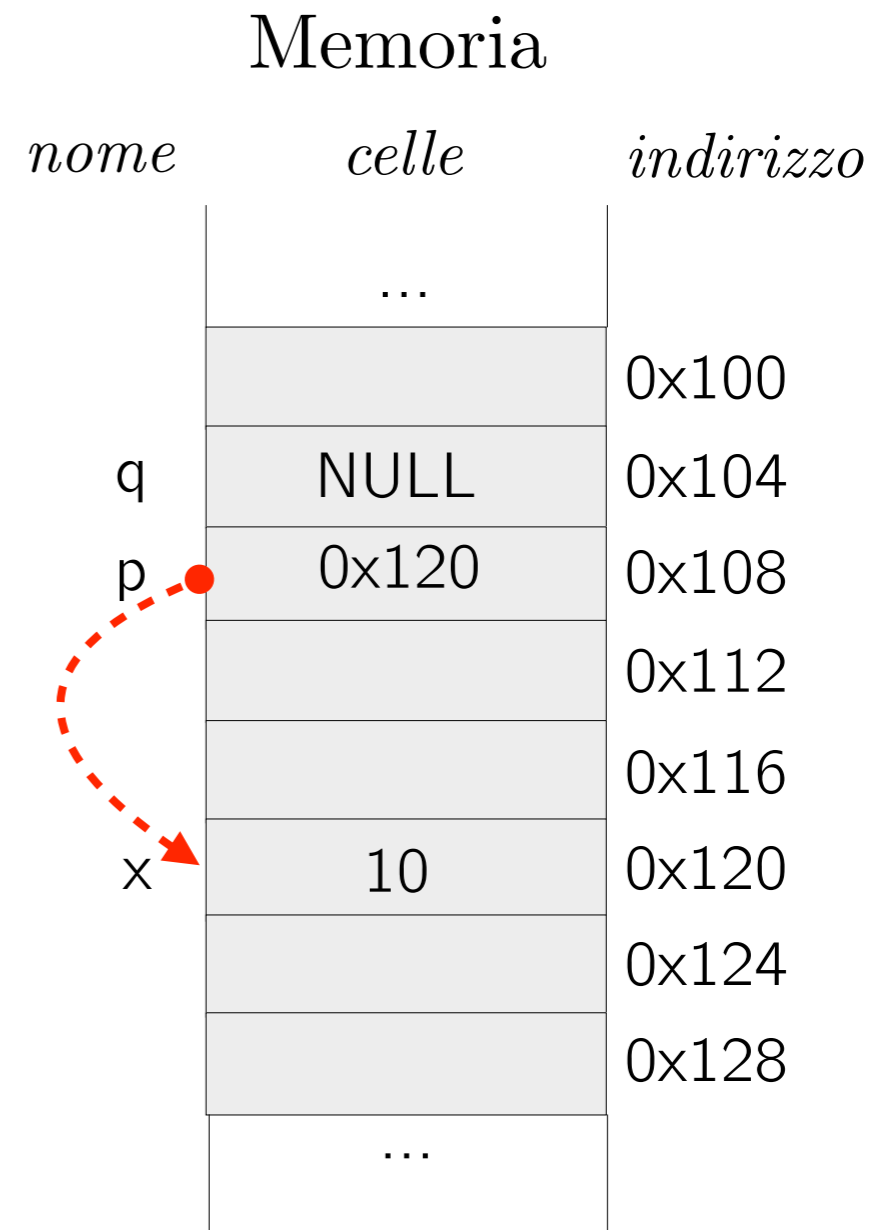 Memoria
nome celle indirizzo
...
0x100
q NULL 0x104
p 0x120 0x108
0x112
0x116
x 10 0x120
0x124
0x128
...